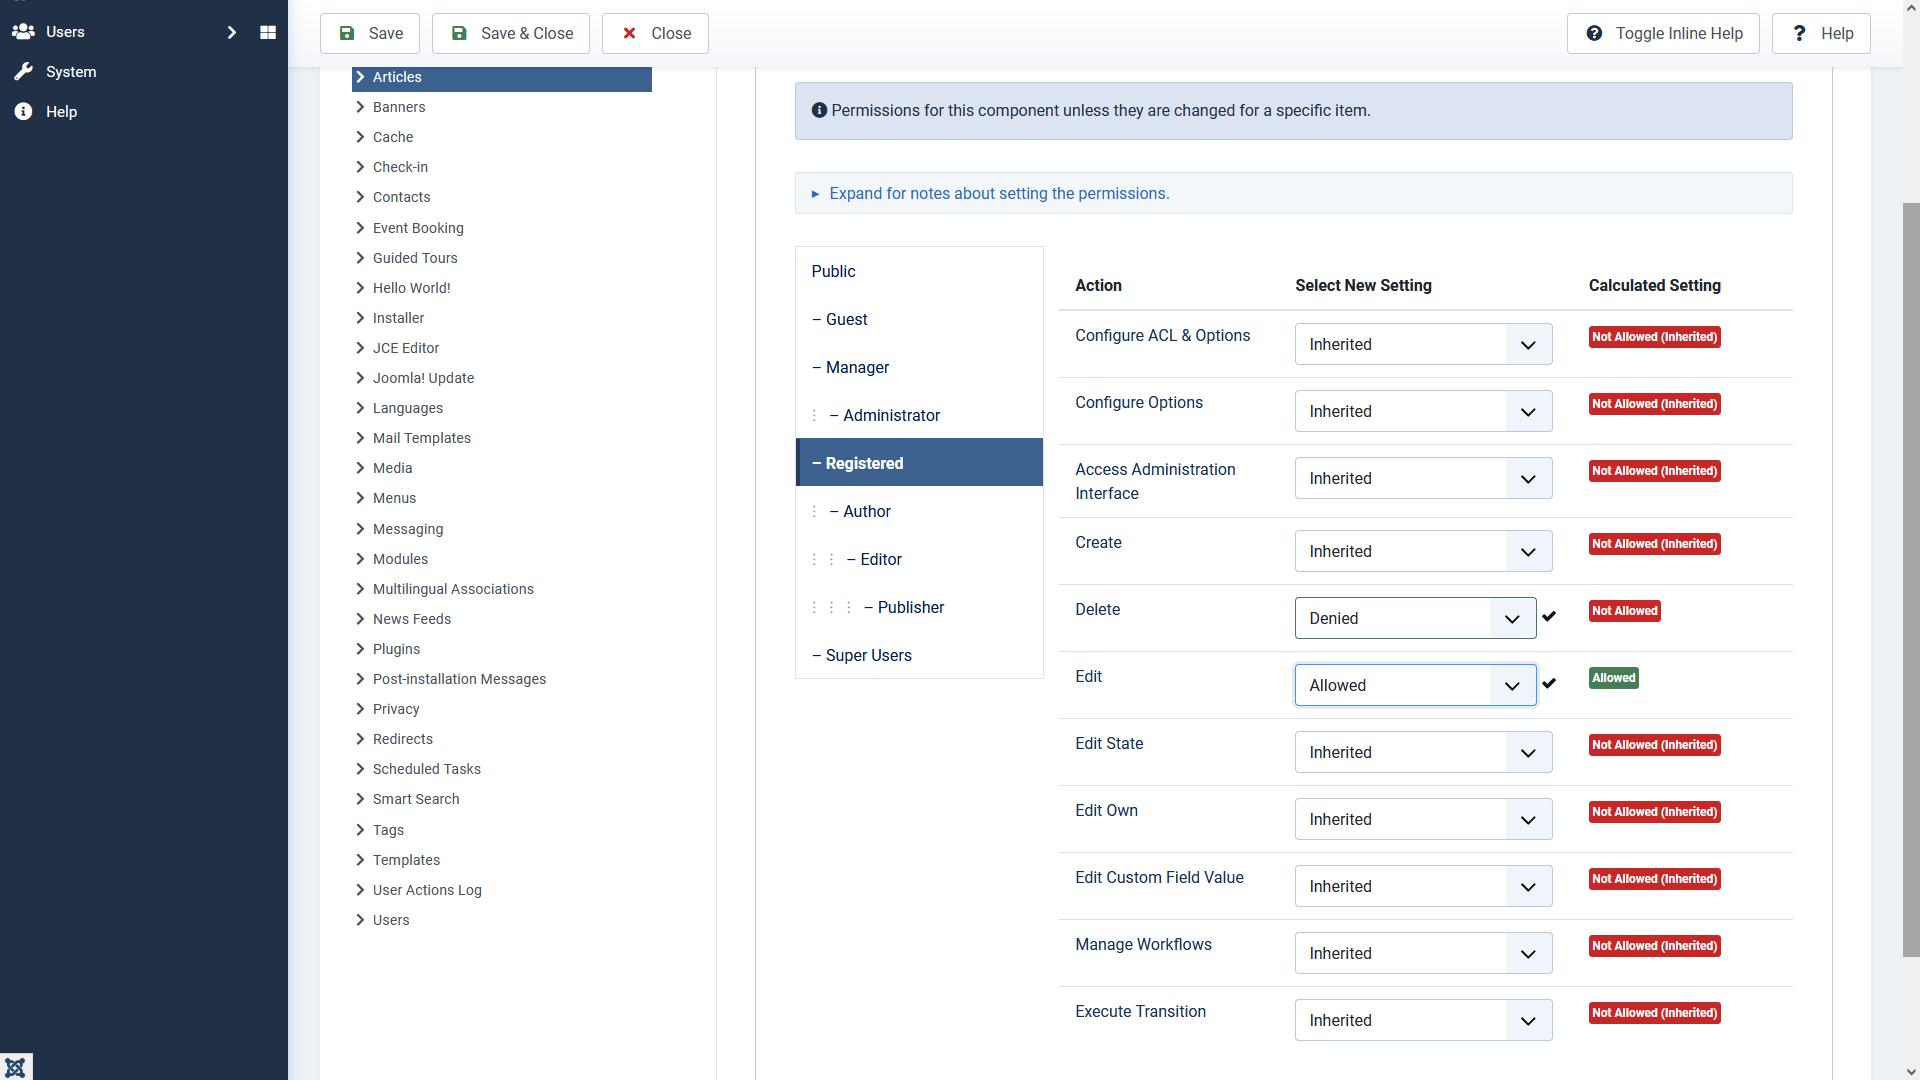 Users
System
Help
Save
Save & Close
Close
Toggle Inline Help
Help
Articles
Banners
Cache
Check-in
Contacts
Event Booking
Guided Tours
Hello World!
Installer
JCE Editor
Joomla! Update
Languages
Mail Templates
Media
Menus
Messaging
Modules
Multilingual Associations
News Feeds
Plugins
Post-installation Messages
Privacy
Redirects
Scheduled Tasks
Smart Search
Tags
Templates
User Actions Log
Users
Permissions for this component unless they are changed for a specific item.
Expand for notes about setting the permissions.
Public
– Guest
– Manager
– Administrator
– Registered
– Author
– Editor
– Publisher
– Super Users
Action Select New Setting Calculated Setting
Configure ACL & Options Inherited Not Allowed (Inherited)
Configure Options Inherited Not Allowed (Inherited)
Access Administration
Interface Inherited Not Allowed (Inherited)
Create Inherited Not Allowed (Inherited)
Delete Denied Not Allowed
Edit Allowed Allowed
Edit State Inherited Not Allowed (Inherited)
Edit Own Inherited Not Allowed (Inherited)
Edit Custom Field Value Inherited Not Allowed (Inherited)
Manage Workflows Inherited Not Allowed (Inherited)
Execute Transition Inherited Not Allowed (Inherited)